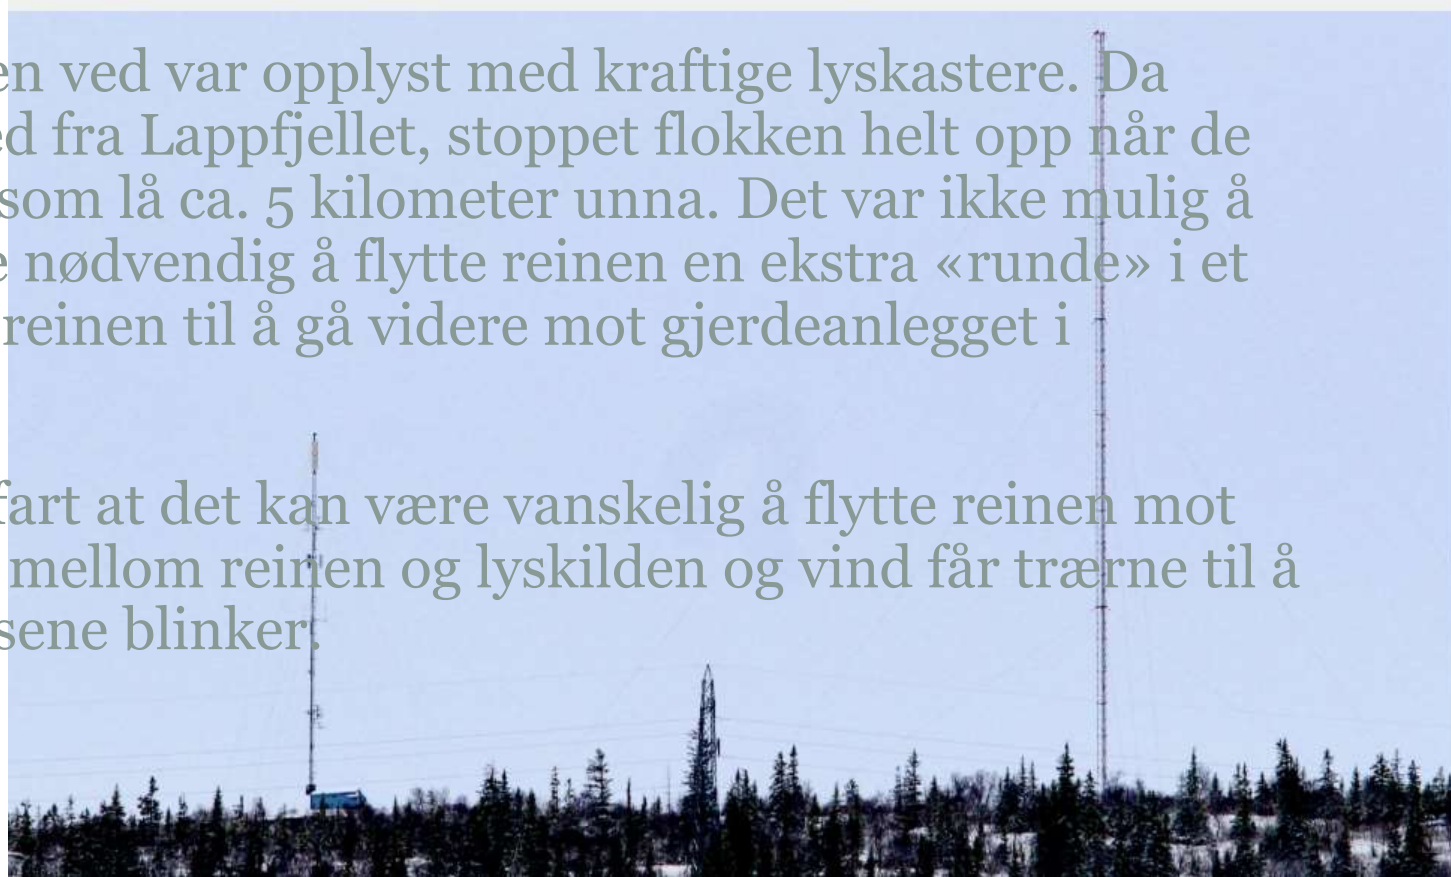 en ved var opplyst med kraftige lyskastere. Da
ed fra Lappfjellet, stoppet flokken helt opp når de
som lå ca. 5 kilometer unna. Det var ikke mulig å
e nødvendig å flytte reinen en ekstra «runde» i et
reinen til å gå videre mot gjerdeanlegget i
fart at det kan være vanskelig å flytte reinen mot
mellom reinen og lyskilden og vind får trærne til å
sene blinker.